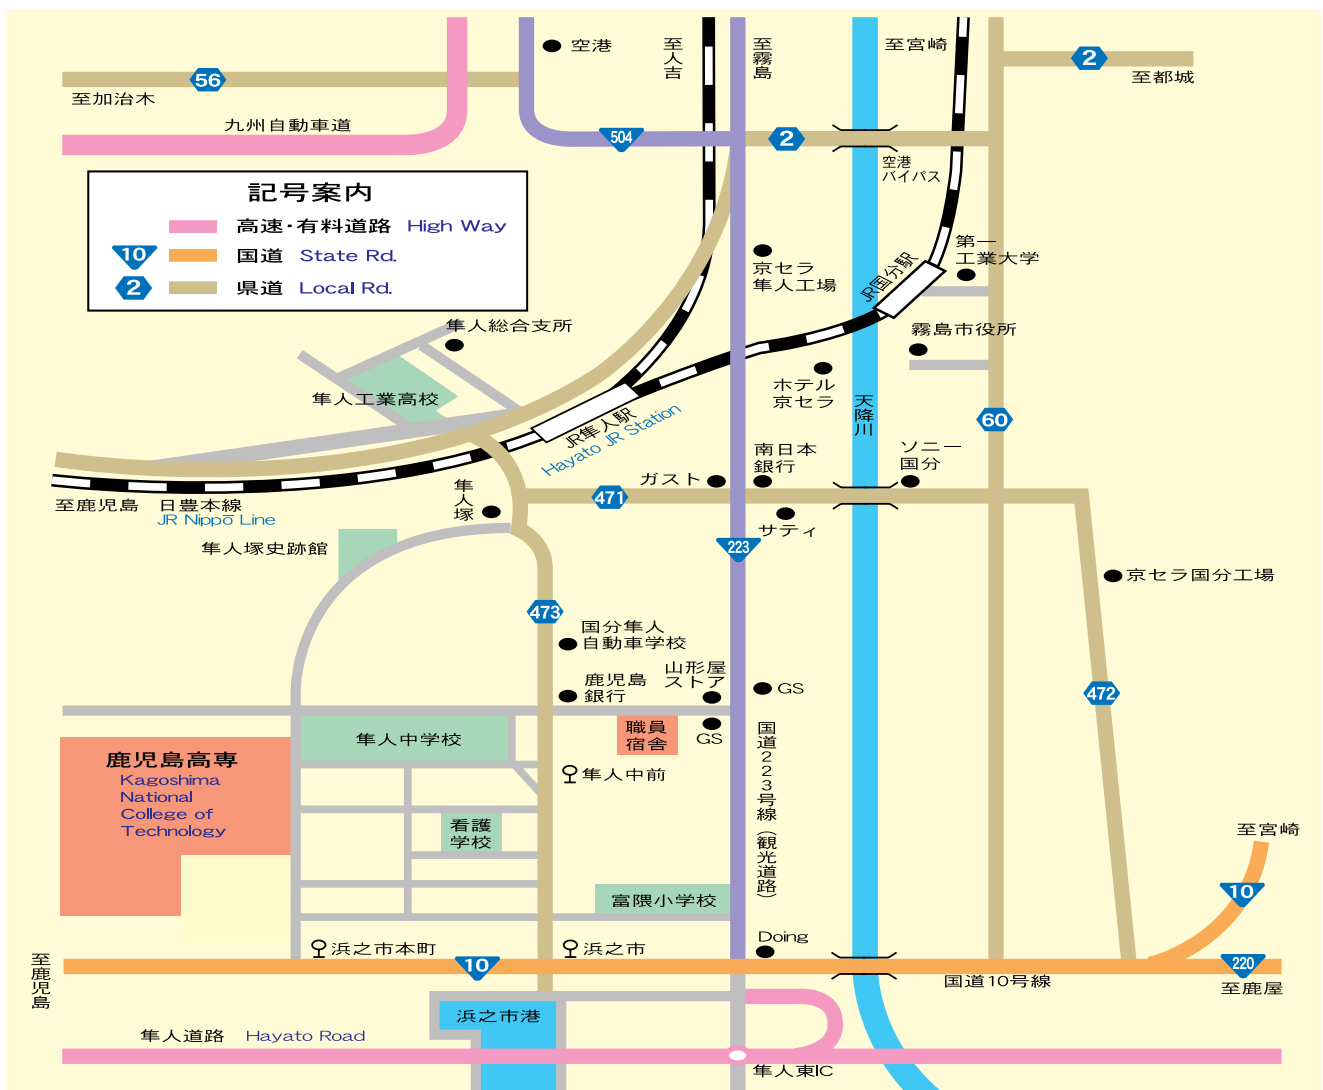 空港
至人吉
至霧島
至宮崎
2
至都城
56
至加治木
九州自動車道
504
2
空港
バイパス
記号案内
高速・有料道路 High Way
10 国道 State Rd.
2 県道 Local Rd.
第一
工業大学
京セラ
隼人工場
JR国分駅
隼人総合支所
霧島市役所
ホテル
京セラ
隼人工業高校
天降川
60
JR隼人駅
Hayato JR Station
南日本
銀行
ソニー
国分
ガスト
471
至鹿児島
日豊本線
JR Nippō Line
隼人塚
サティ
隼人塚史跡館
223
京セラ国分工場
473
国分隼人
自動車学校
山形屋
ストア
鹿児島
銀行
GS
472
GS
職員
宿舎
隼人中学校
国道223号線(観光道路)
鹿児島高専
Kagoshima
National
College of
Technology
隼人中前
看護
学校
至宮崎
10
富隈小学校
Doing
浜之市本町
浜之市
至鹿児島
10
国道10号線
220
至鹿屋
浜之市港
隼人道路 Hayato Road
隼人東IC